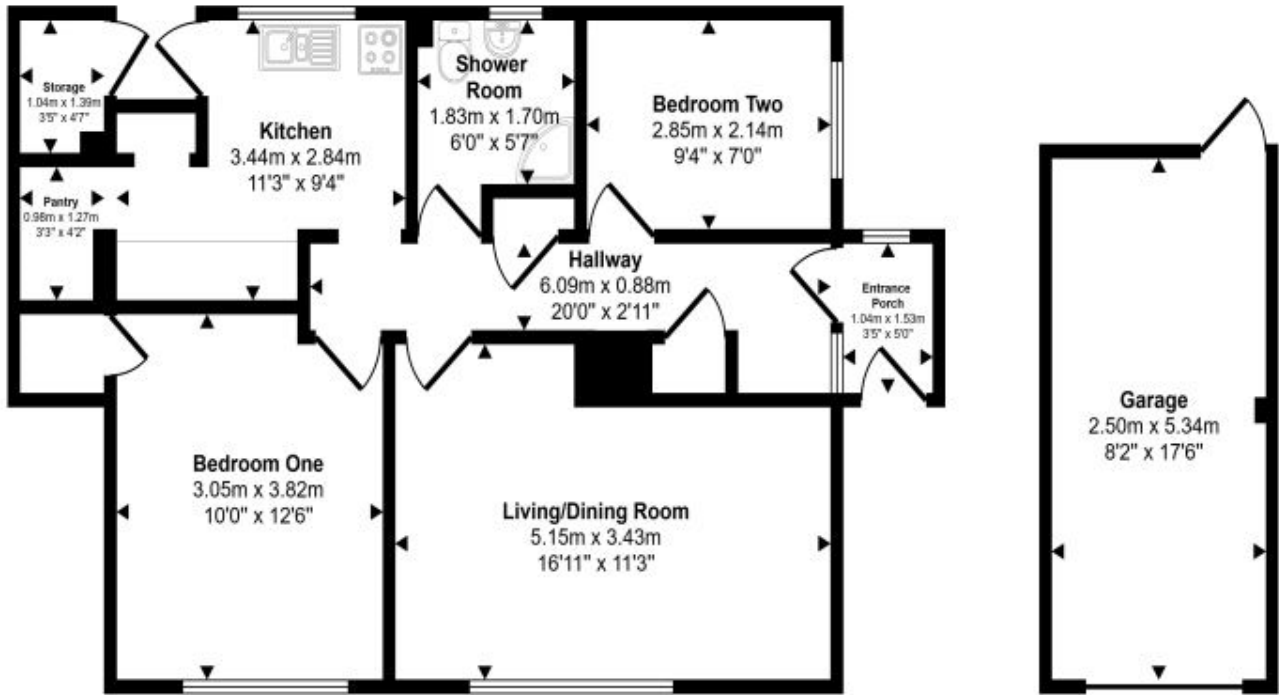 Storage
1.04m x 1.39m
3'5" x 4'7"
Kitchen
3.44m x 2.84m
11'3" x 9'4"
Shower
Room
1.83m x 1.70m
6'0" x 5'7"
Bedroom Two
2.85m x 2.14m
9'4" x 7'0"
Pantry
0.98m x 1.27m
3'3" x 4'2"
Hallway
6.09m x 0.88m
20'0" x 2'11"
Entrance
Porch
1.04m x 1.53m
3'5" x 5'0"
Bedroom One
3.05m x 3.82m
10'0" x 12'6"
Living/Dining Room
5.15m x 3.43m
16'11" x 11'3"
Garage
2.50m x 5.34m
8'2" x 17'6"